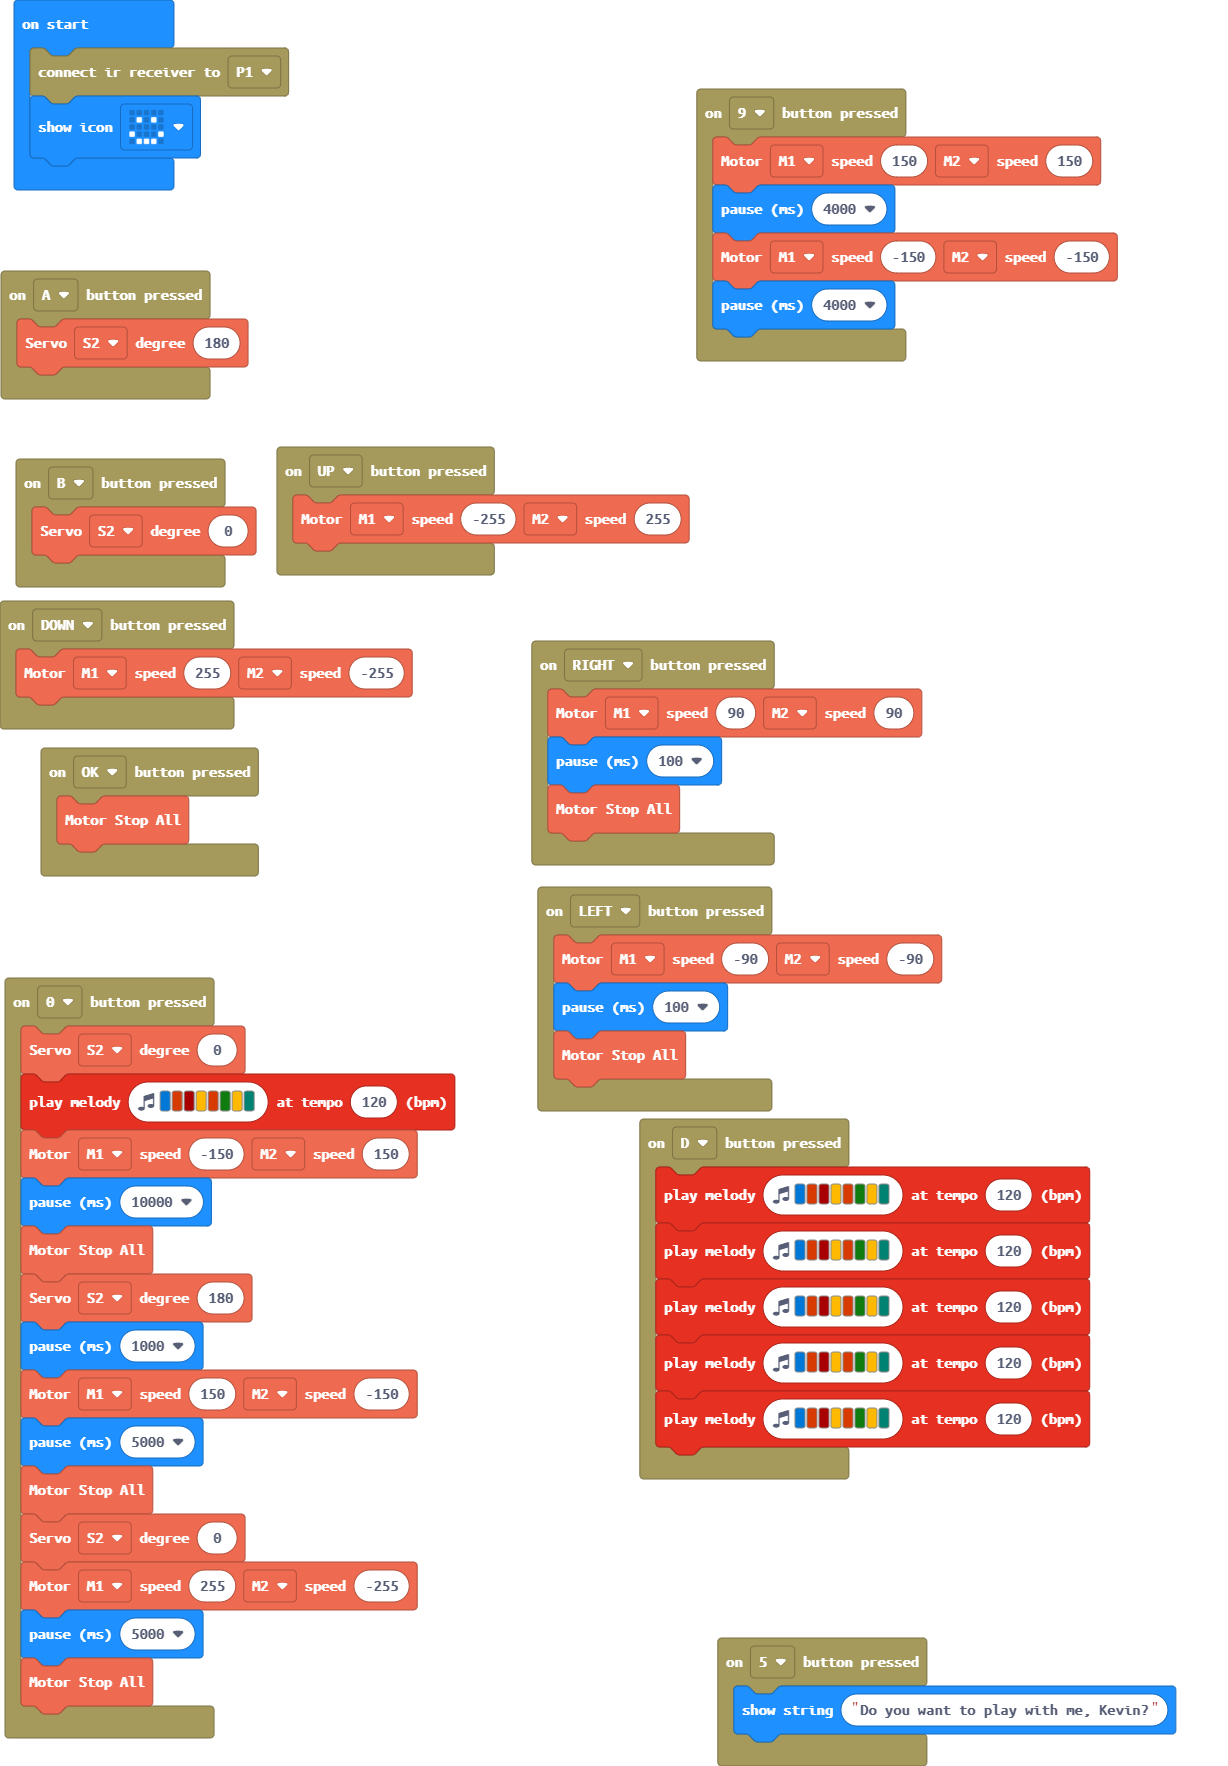 on start
connect ir receiver to P1
show icon
on 9 button pressed
Motor M1 speed 150 M2 speed 150
pause (ms) 4000
Motor M1 speed -150 M2 speed -150
pause (ms) 4000
on A button pressed
Servo S2 degree 180
on B button pressed
Servo S2 degree 0
on UP button pressed
Motor M1 speed -255 M2 speed 255
on DOWN button pressed
Motor M1 speed 255 M2 speed -255
on RIGHT button pressed
Motor M1 speed 90 M2 speed 90
pause (ms) 100
Motor Stop All
on OK button pressed
Motor Stop All
on LEFT button pressed
Motor M1 speed -90 M2 speed -90
pause (ms) 100
Motor Stop All
on 0 button pressed
Servo S2 degree 0
play melody at tempo 120 (bpm)
Motor M1 speed -150 M2 speed 150
pause (ms) 10000
Motor Stop All
Servo S2 degree 180
pause (ms) 1000
Motor M1 speed 150 M2 speed -150
pause (ms) 5000
Motor Stop All
Servo S2 degree 0
Motor M1 speed 255 M2 speed -255
pause (ms) 5000
Motor Stop All
on D button pressed
play melody at tempo 120 (bpm)
play melody at tempo 120 (bpm)
play melody at tempo 120 (bpm)
play melody at tempo 120 (bpm)
play melody at tempo 120 (bpm)
on 5 button pressed
show string "Do you want to play with me, Kevin?"